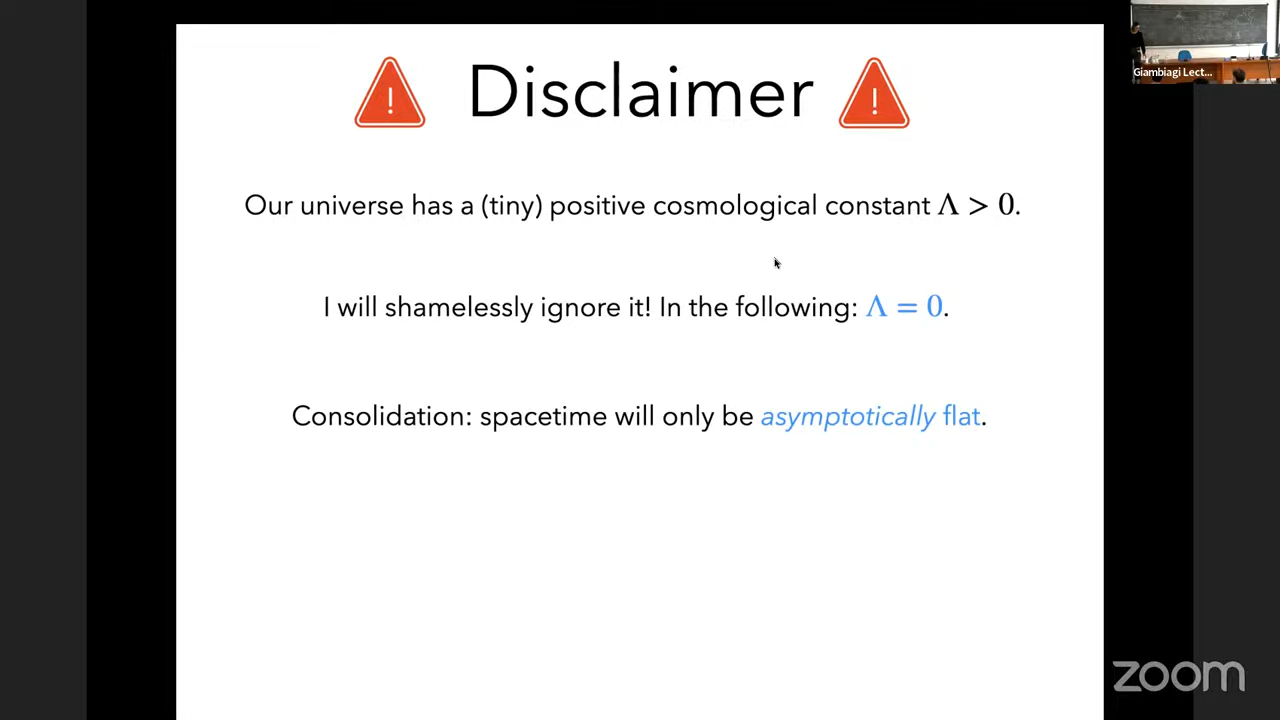 Disclaimer
Our universe has a (tiny) positive cosmological constant Λ > 0.
I will shamelessly ignore it! In the following: Λ = 0.
Consolidation: spacetime will only be asymptotically flat.
Giambiagi Lect...
zoom